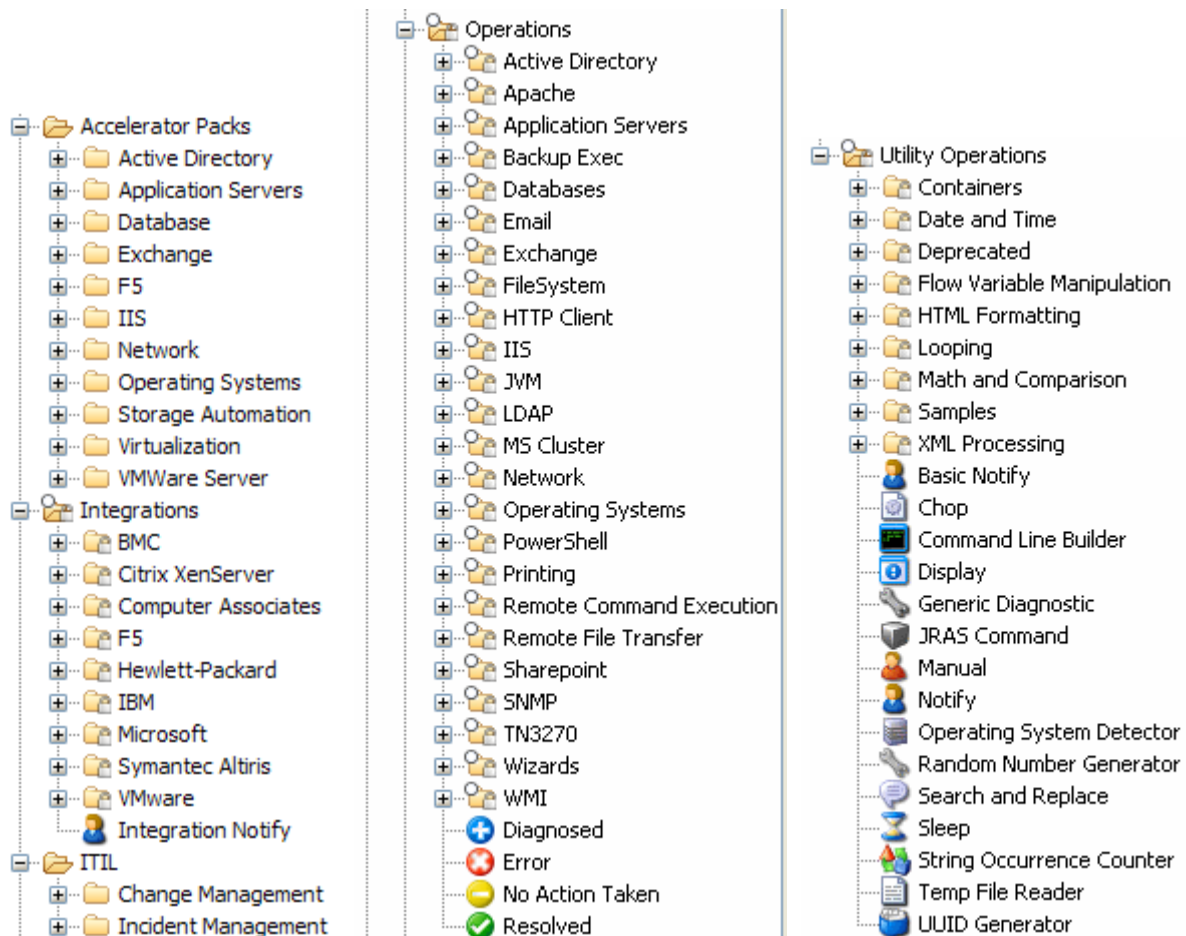 Accelerator Packs
Active Directory
Application Servers
Database
Exchange
F5
IIS
Network
Operating Systems
Storage Automation
Virtualization
VMWare Server
Integrations
BMC
Citrix XenServer
Computer Associates
F5
Hewlett-Packard
IBM
Microsoft
Symantec Altiris
VMware
Integration Notify
ITIL
Change Management
Incident Management
Operations
Active Directory
Apache
Application Servers
Backup Exec
Databases
Email
Exchange
FileSystem
HTTP Client
IIS
JVM
LDAP
MS Cluster
Network
Operating Systems
PowerShell
Printing
Remote Command Execution
Remote File Transfer
Sharepoint
SNMP
TN3270
Wizards
WMI
Diagnosed
Error
No Action Taken
Resolved
Utility Operations
Containers
Date and Time
Deprecated
Flow Variable Manipulation
HTML Formatting
Looping
Math and Comparison
Samples
XML Processing
Basic Notify
Chop
Command Line Builder
Display
Generic Diagnostic
JRAS Command
Manual
Notify
Operating System Detector
Random Number Generator
Search and Replace
Sleep
String Occurrence Counter
Temp File Reader
UUID Generator